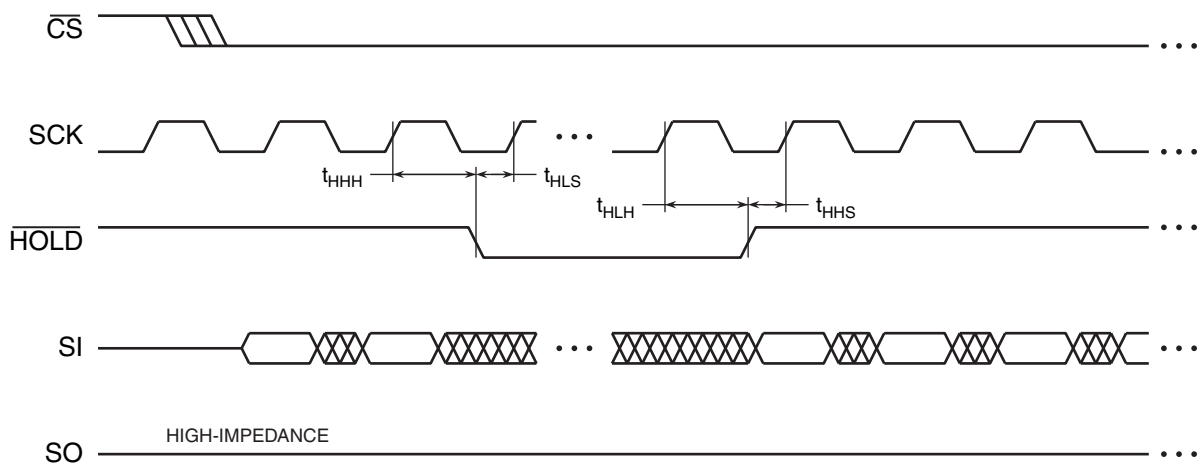 CS
SCK
tHHH
tHLS
tHLH
tHHS
HOLD
SI
HIGH-IMPEDANCE
SO